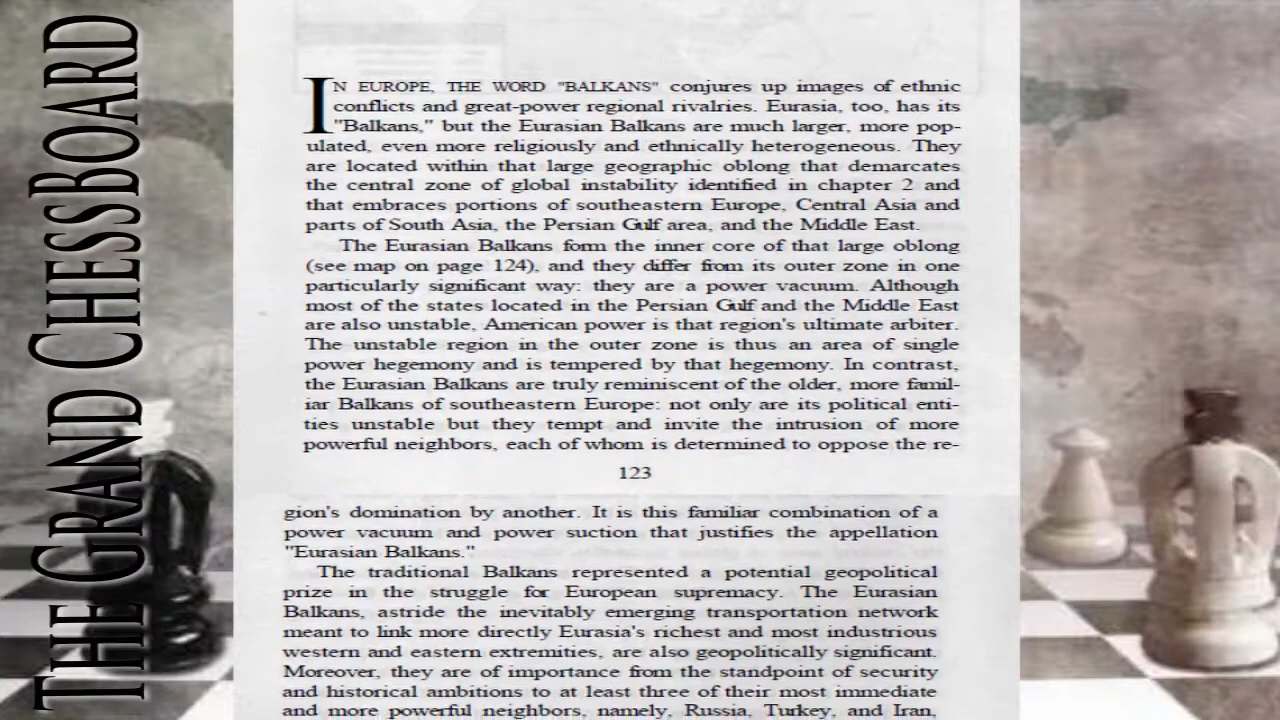 THE GRAND CHESSBOARD
IN EUROPE, THE WORD "BALKANS" conjures up images of ethnic
conflicts and great-power regional rivalries. Eurasia, too, has its
"Balkans," but the Eurasian Balkans are much larger, more pop-
ulated, even more religiously and ethnically heterogeneous. They
are located within that large geographic oblong that demarcates
the central zone of global instability identified in chapter 2 and
that embraces portions of southeastern Europe, Central Asia and
parts of South Asia, the Persian Gulf area, and the Middle East.
The Eurasian Balkans form the inner core of that large oblong
(see map on page 124), and they differ from its outer zone in one
particularly significant way: they are a power vacuum. Although
most of the states located in the Persian Gulf and the Middle East
are also unstable, American power is that region's ultimate arbiter.
The unstable region in the outer zone is thus an area of single
power hegemony and is tempered by that hegemony. In contrast,
the Eurasian Balkans are truly reminiscent of the older, more famil-
iar Balkans of southeastern Europe: not only are its political enti-
ties unstable but they tempt and invite the intrusion of more
powerful neighbors, each of whom is determined to oppose the re-
123
gion's domination by another. It is this familiar combination of a
power vacuum and power suction that justifies the appellation
"Eurasian Balkans."
The traditional Balkans represented a potential geopolitical
prize in the struggle for European supremacy. The Eurasian
Balkans, astride the inevitably emerging transportation network
meant to link more directly Eurasia's richest and most industrious
western and eastern extremities, are also geopolitically significant.
Moreover, they are of importance from the standpoint of security
and historical ambitions to at least three of their most immediate
and more powerful neighbors, namely, Russia, Turkey, and Iran,